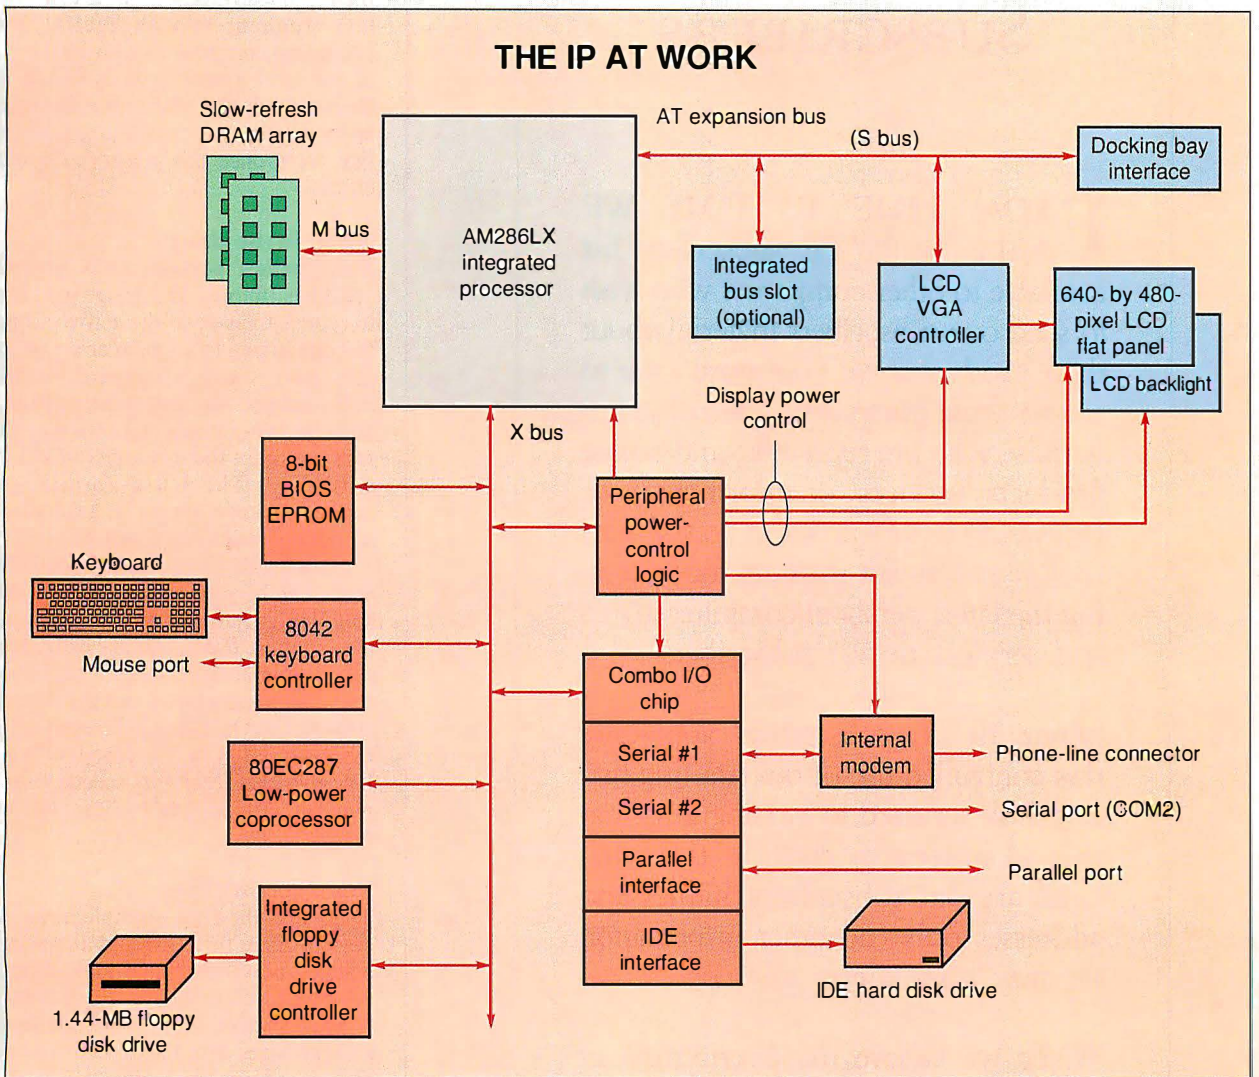 THE IP AT WORK
Slow-refresh
DRAM array
M bus
AM286LX
integrated
processor
AT expansion bus
(S bus)
Docking bay
interface
Integrated
bus slot
(optional)
LCD
VGA
controller
640- by 480-
pixel LCD
flat panel
LCD backlight
Display power
control
X bus
8-bit
BIOS
EPROM
Peripheral
power-
control
logic
Keyboard
Mouse port
8042
keyboard
controller
Combo I/O
chip
Serial #1
Internal
modem
Phone-line connector
80EC287
Low-power
coprocessor
Serial #2
Serial port (COM2)
Parallel
interface
Parallel port
Integrated
floppy
disk
drive
controller
IDE
interface
IDE hard disk drive
1.44-MB floppy
disk drive